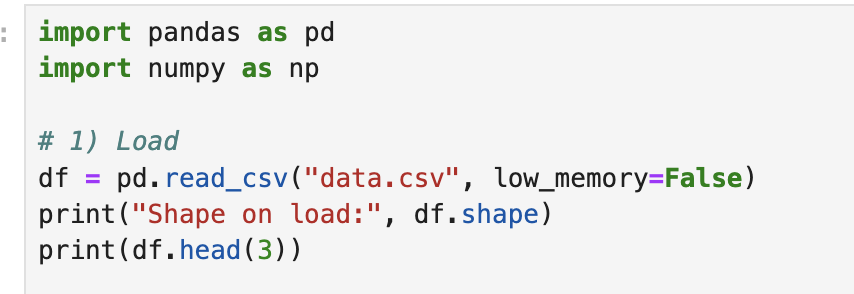 :
import pandas as pd
import numpy as np
# 1) Load
df = pd.read_csv("data.csv", low_memory=False)
print("Shape on load:", df.shape)
print(df.head(3))